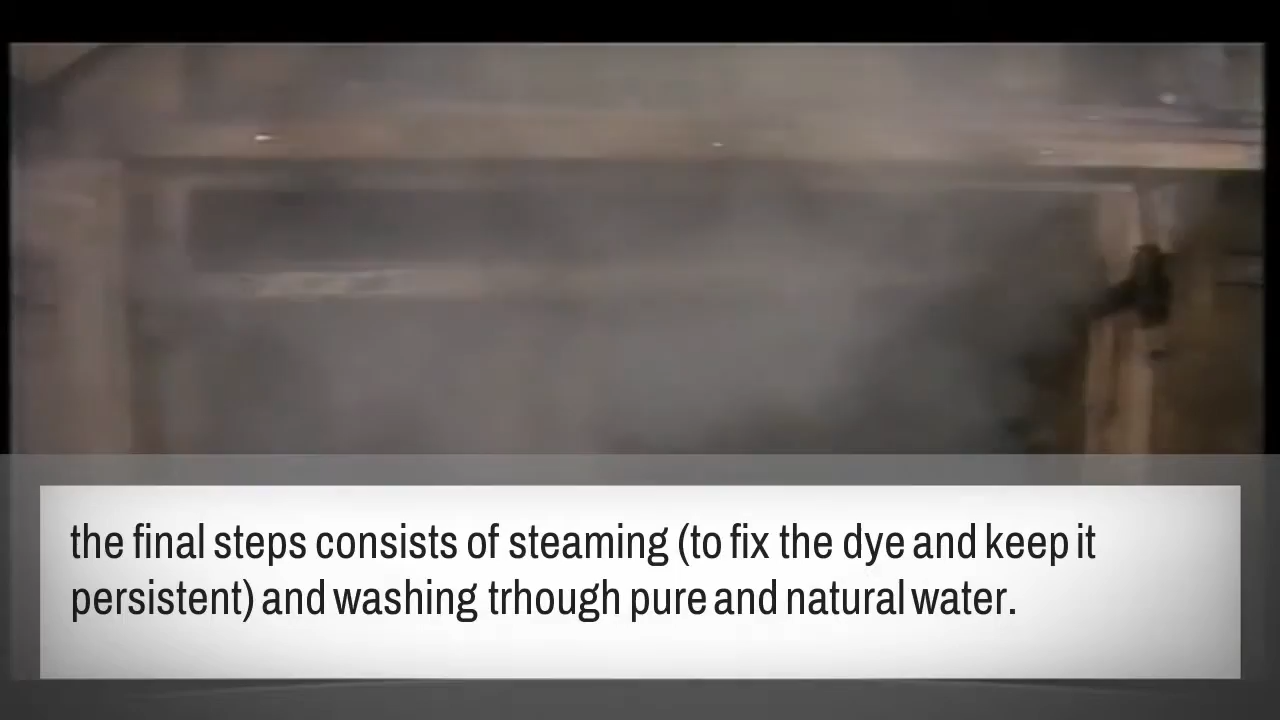 the final steps consists of steaming (to fix the dye and keep it
persistent) and washing trhough pure and natural water.